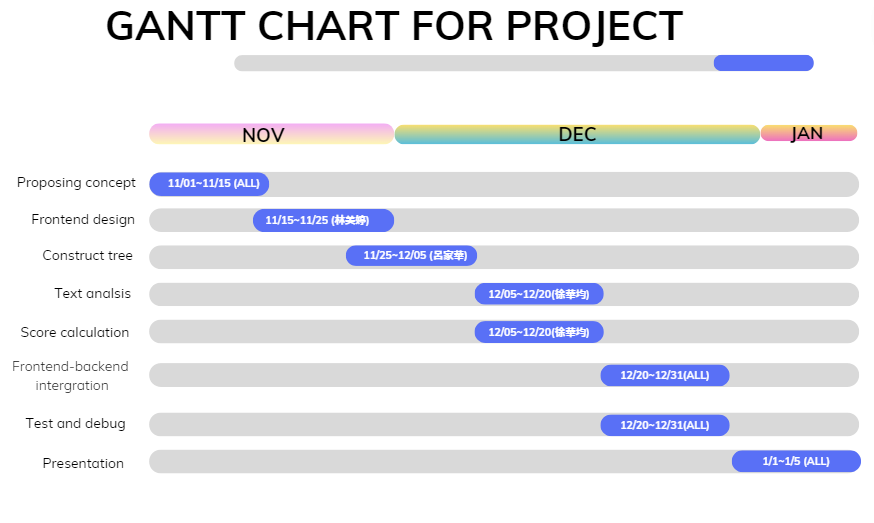 GANTT CHART FOR PROJECT
NOV DEC JAN
Proposing concept 11/01~11/15 (ALL)
Frontend design 11/15~11/25 (林芠婷)
Construct tree 11/25~12/05 (呂家華)
Text analsis 12/05~12/20(徐華均)
Score calculation 12/05~12/20(徐華均)
Frontend-backend
intergration 12/20~12/31(ALL)
Test and debug 12/20~12/31(ALL)
Presentation 1/1~1/5 (ALL)